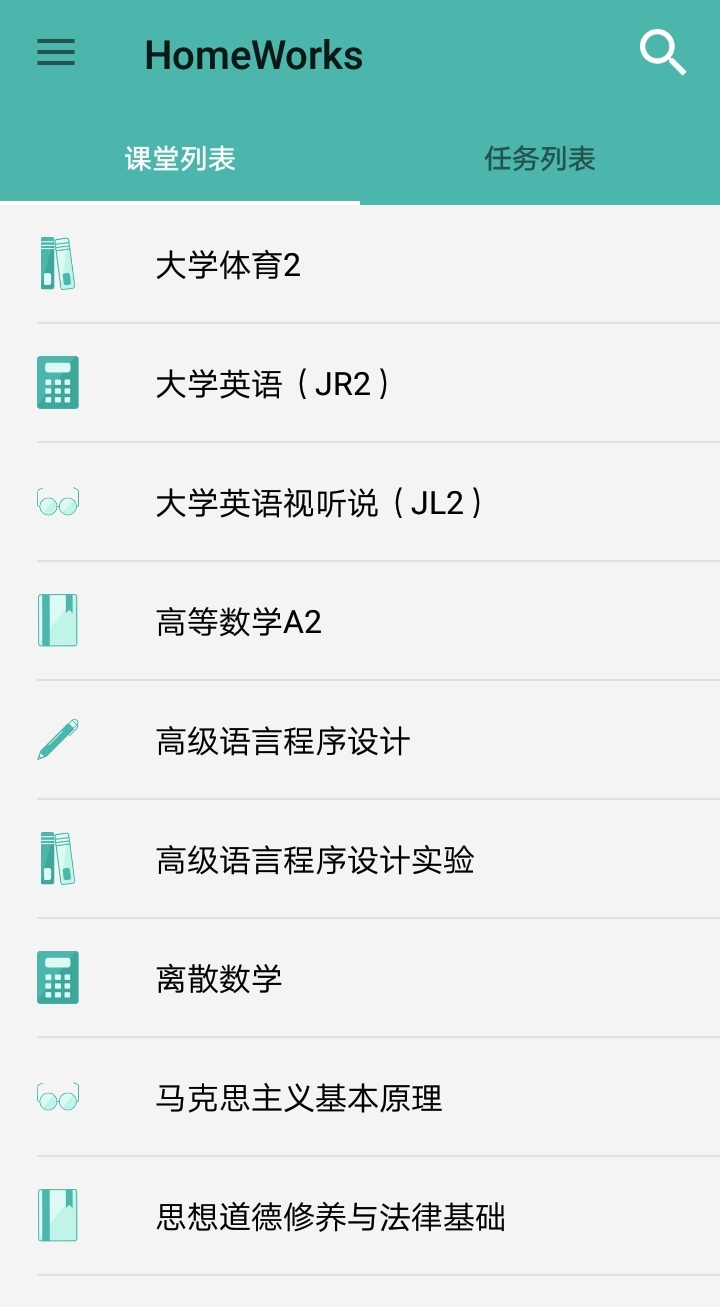 HomeWorks
课堂列表
任务列表
大学体育2
大学英语（JR2）
大学英语视听说（JL2）
高等数学A2
高级语言程序设计
高级语言程序设计实验
离散数学
马克思主义基本原理
思想道德修养与法律基础